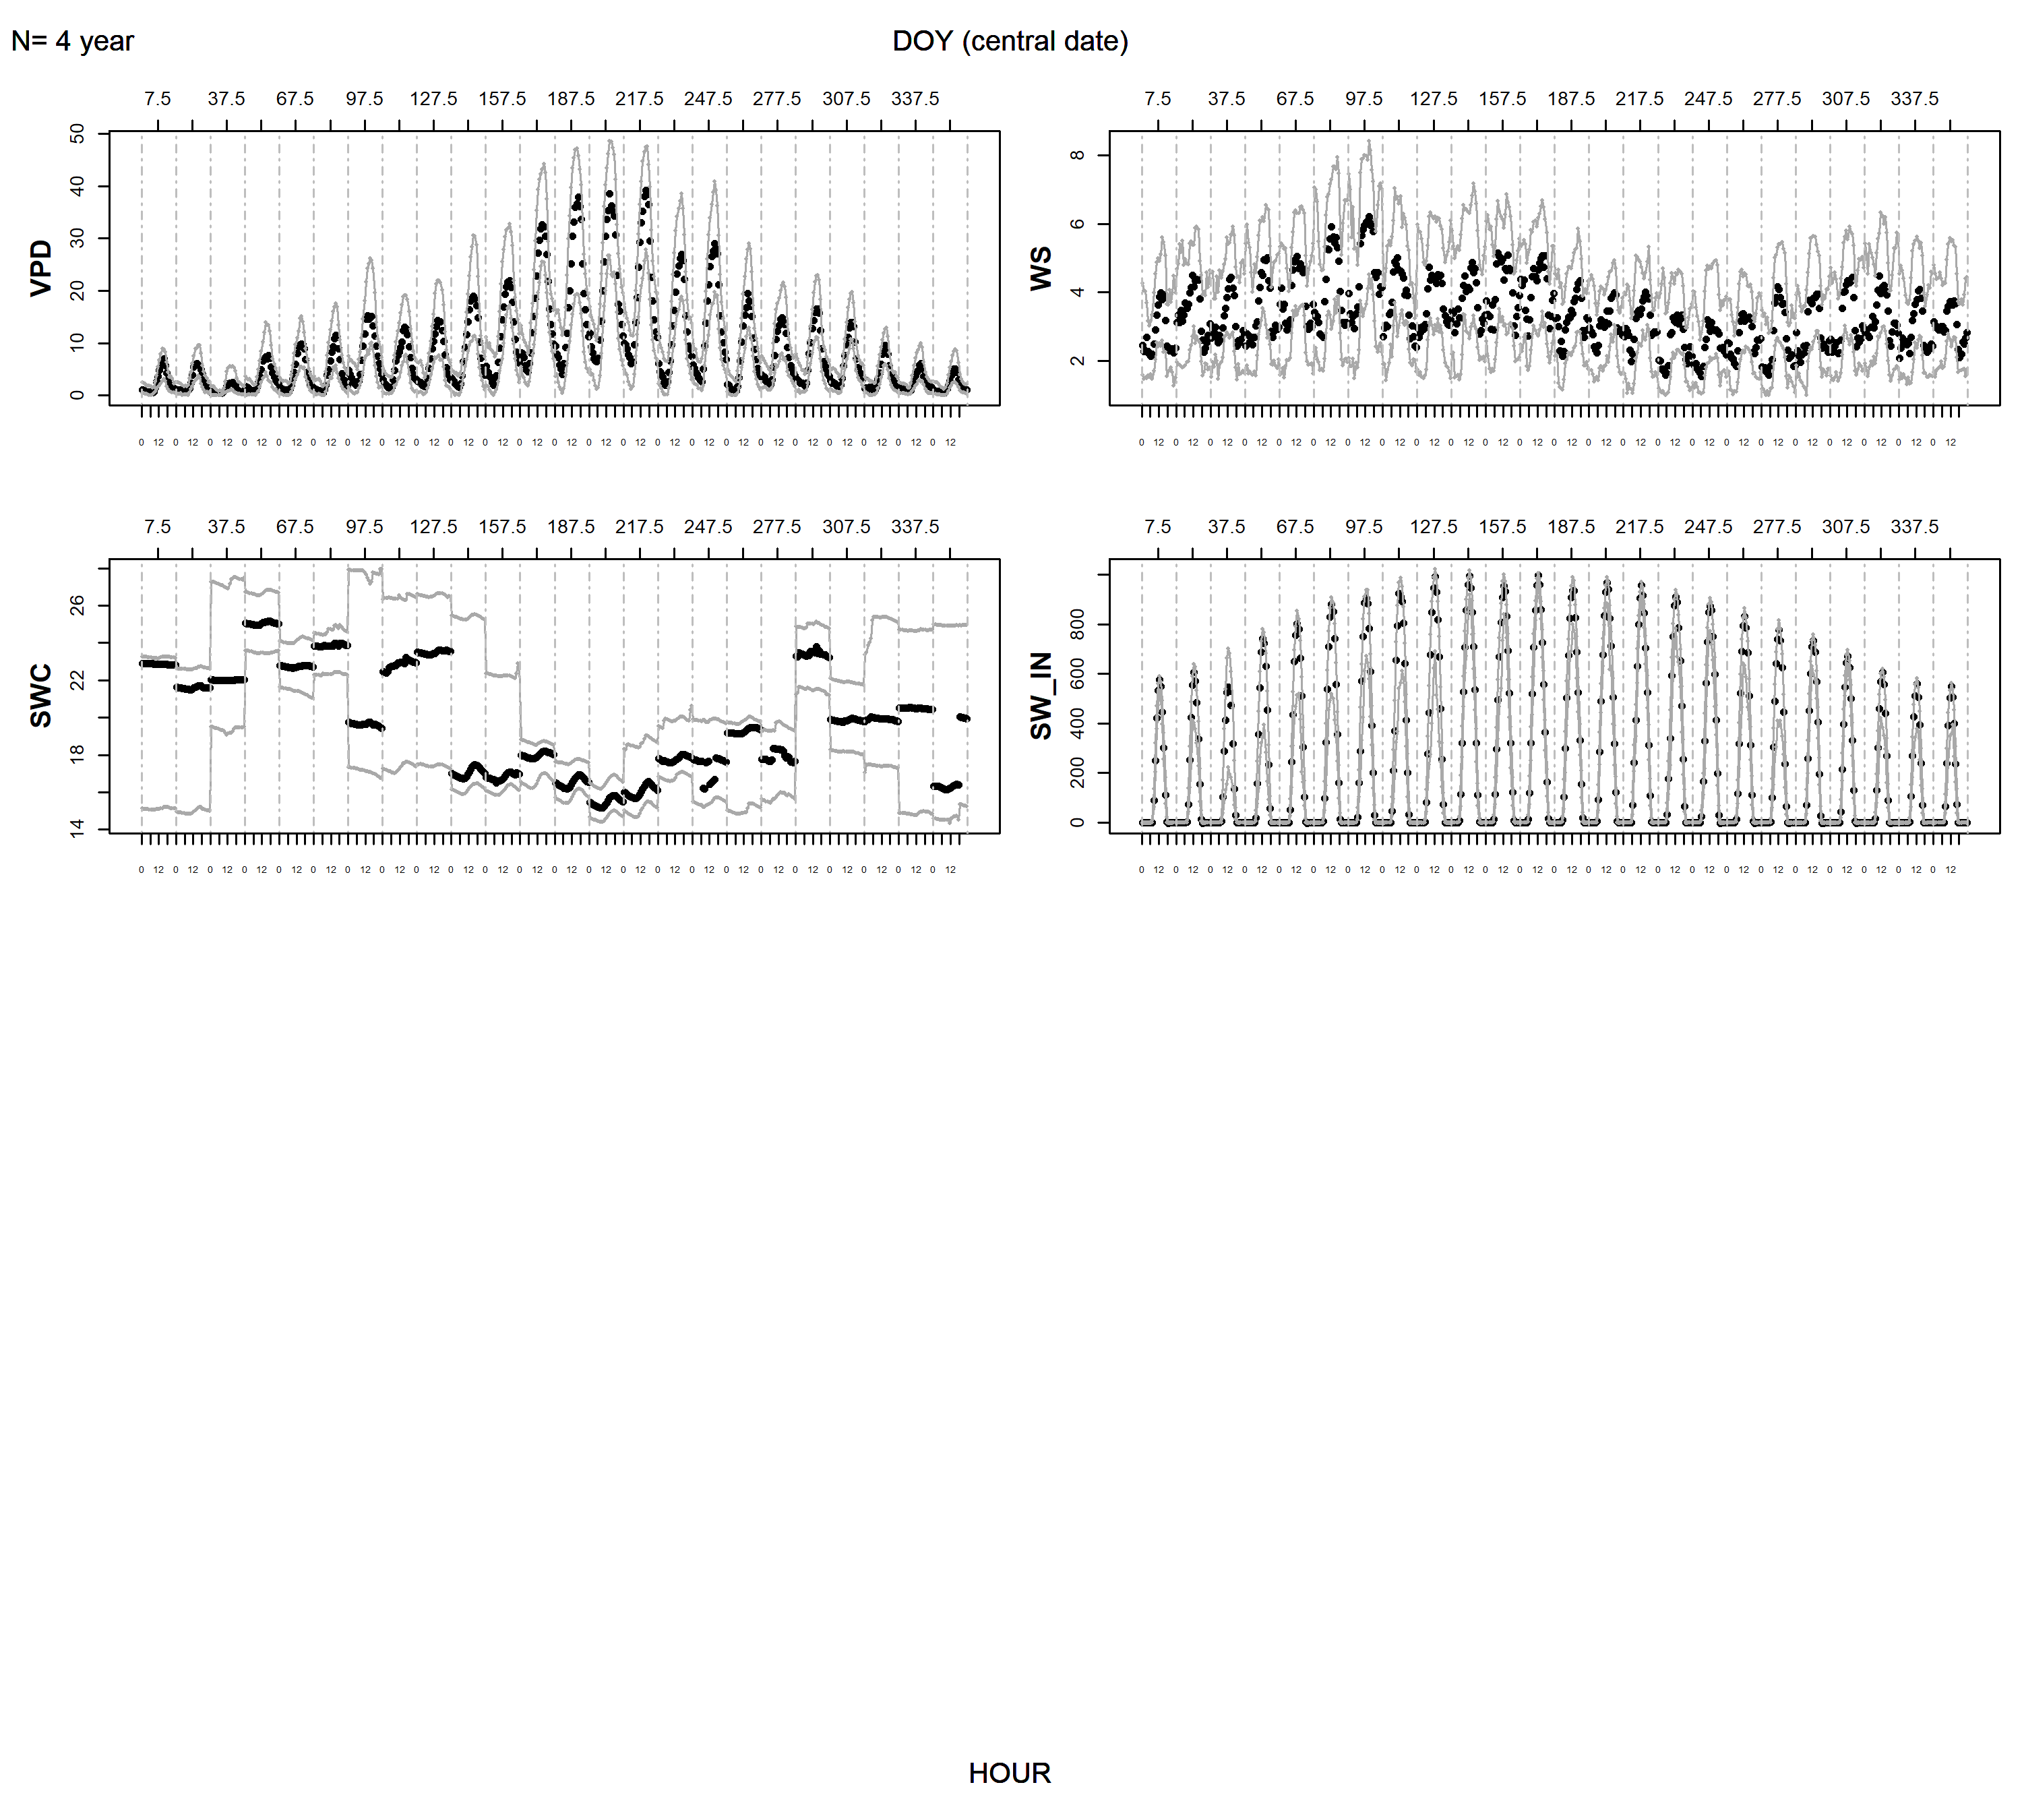 N= 4 year
DOY (central date)
7.5 37.5 67.5 97.5 127.5 157.5 187.5 217.5 247.5 277.5 307.5 337.5
VPD
50
40
30
20
10
0
0 12 0 12 0 12 0 12 0 12 0 12 0 12 0 12 0 12 0 12 0 12 0 12 0 12 0 12 0 12 0 12 0 12 0 12 0 12 0 12 0 12 0 12 0 12 0 12
7.5 37.5 67.5 97.5 127.5 157.5 187.5 217.5 247.5 277.5 307.5 337.5
WS
8
6
4
2
0 12 0 12 0 12 0 12 0 12 0 12 0 12 0 12 0 12 0 12 0 12 0 12 0 12 0 12 0 12 0 12 0 12 0 12 0 12 0 12 0 12 0 12 0 12 0 12
7.5 37.5 67.5 97.5 127.5 157.5 187.5 217.5 247.5 277.5 307.5 337.5
SWC
26
22
18
14
0 12 0 12 0 12 0 12 0 12 0 12 0 12 0 12 0 12 0 12 0 12 0 12 0 12 0 12 0 12 0 12 0 12 0 12 0 12 0 12 0 12 0 12 0 12 0 12
7.5 37.5 67.5 97.5 127.5 157.5 187.5 217.5 247.5 277.5 307.5 337.5
SW_IN
800
600
400
200
0
0 12 0 12 0 12 0 12 0 12 0 12 0 12 0 12 0 12 0 12 0 12 0 12 0 12 0 12 0 12 0 12 0 12 0 12 0 12 0 12 0 12 0 12 0 12 0 12
HOUR